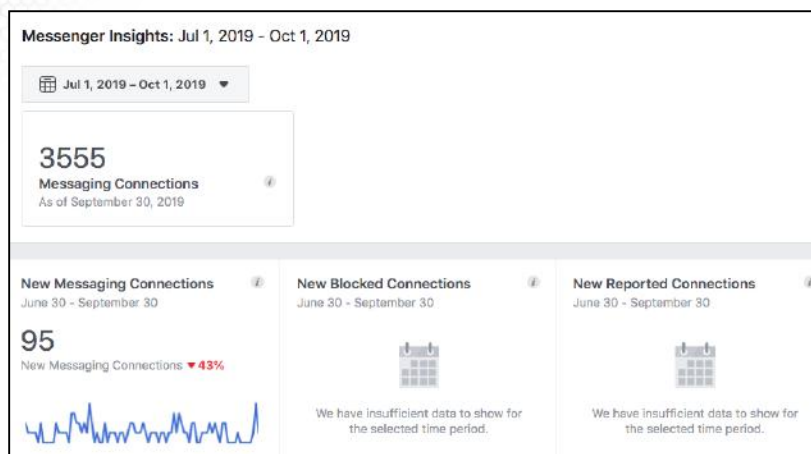 Messenger Insights: Jul 1, 2019 - Oct 1, 2019
Jul 1, 2019 – Oct 1, 2019
3555
Messaging Connections
As of September 30, 2019
New Messaging Connections
June 30 - September 30
95
New Messaging Connections ▼ 43%
New Blocked Connections
June 30 - September 30
We have insufficient data to show for
the selected time period.
New Reported Connections
June 30 - September 30
We have insufficient data to show for
the selected time period.